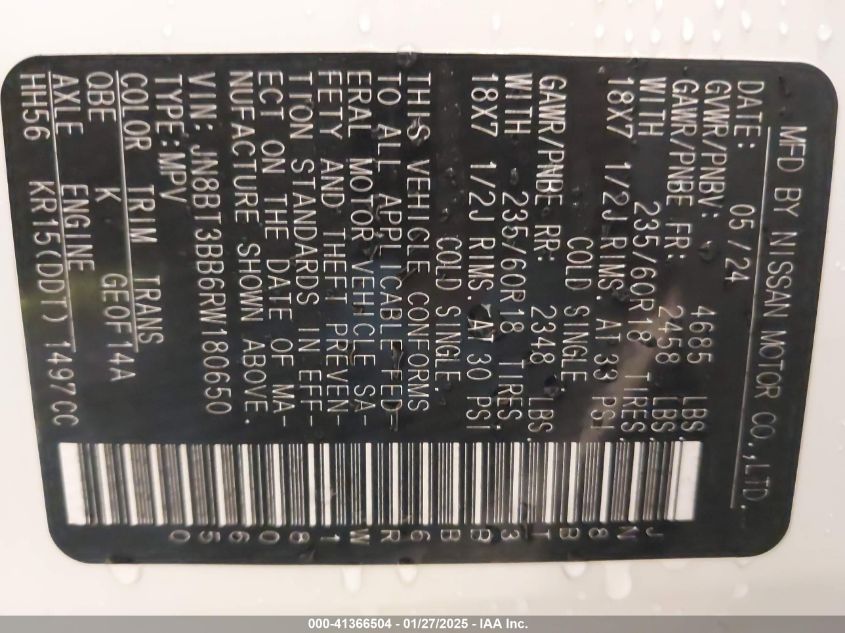 MFD BY NISSAN MOTOR CO.,LTD.
DATE: 05/24
GVWR/PNBV: 4685 LBS.
GAWR/PNBE FR: 2458 LBS.
WITH 235/60R18 TIRES,
18X7 1/2J RIMS. AT 33 PSI
COLD SINGLE.
GAWR/PNBE RR: 2348 LBS.
WITH 235/60R18 TIRES,
18X7 1/2J RIMS. AT 30 PSI
COLD SINGLE.
THIS VEHICLE CONFORMS
TO ALL APPLICABLE FED-
ERAL MOTOR VEHICLE SA-
FETY AND THEFT PREVEN-
TION STANDARDS IN EFF-
ECT ON THE DATE OF MA-
NUFACTURE SHOWN ABOVE.
VIN: JN8BT3BB6RW180650
TYPE:MPV
COLOR TRIM TRANS
QBE K GE0F14A
AXLE ENGINE
HH56 KR15(DDT) 1497CC
JN8BT3BB6RW180650
000-41366504 - 01/27/2025 - IAA Inc.